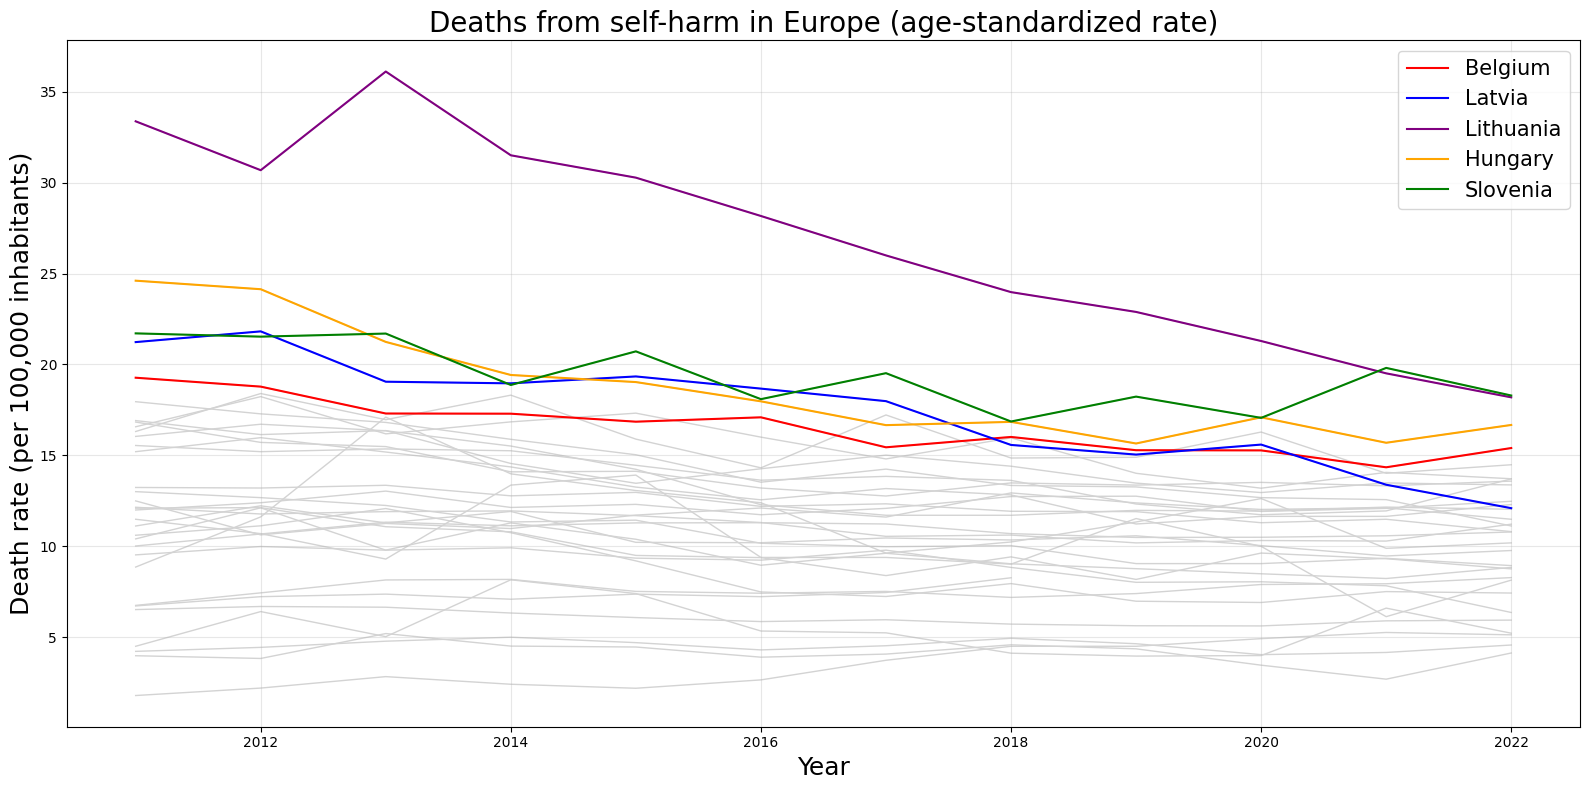 Deaths from self-harm in Europe (age-standardized rate)
Death rate (per 100,000 inhabitants)
35
30
25
20
15
10
5
Belgium
Latvia
Lithuania
Hungary
Slovenia
2012
2014
2016
2018
2020
2022
Year